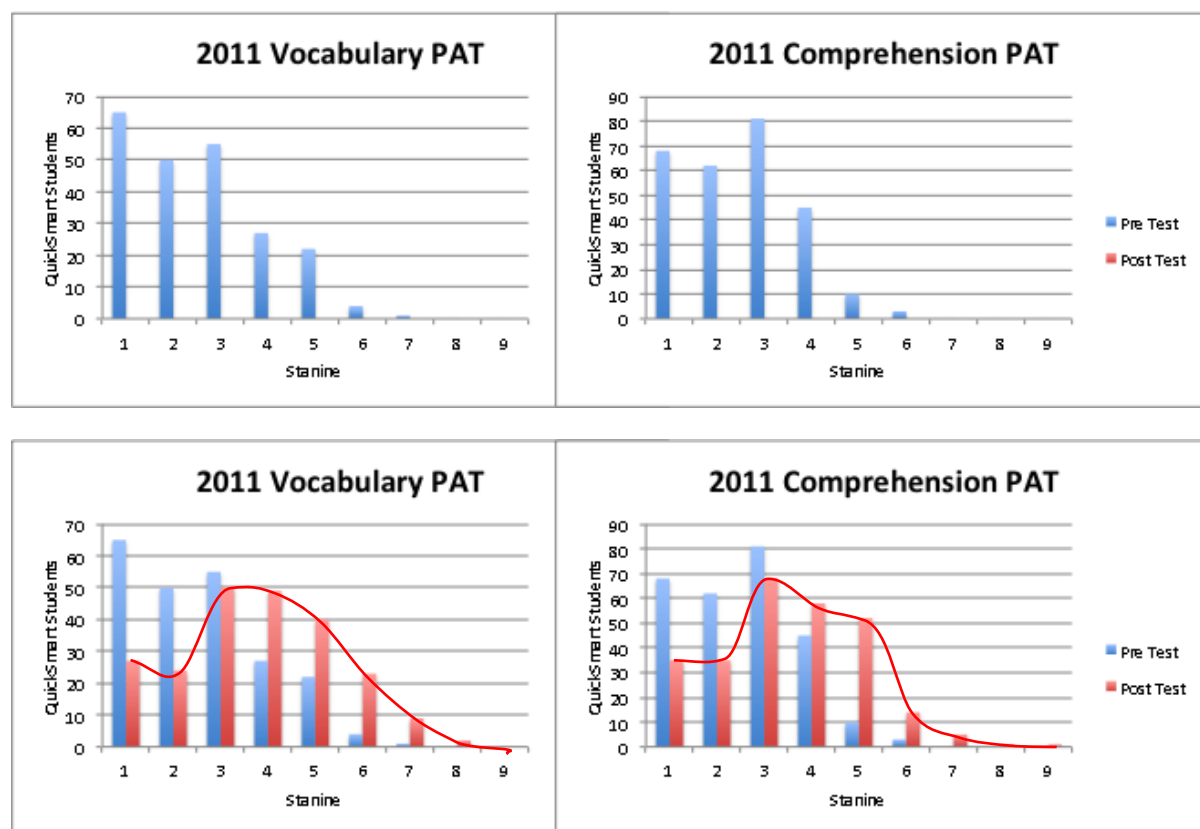 2011 Vocabulary PAT
QuickSmart Students
70
60
50
40
30
20
10
0
1 2 3 4 5 6 7 8 9
Stanine
2011 Comprehension PAT
QuickSmart Students
90
80
70
60
50
40
30
20
10
0
1 2 3 4 5 6 7 8 9
Stanine
Pre Test
Post Test
2011 Vocabulary PAT
QuickSmart Students
70
60
50
40
30
20
10
0
1 2 3 4 5 6 7 8 9
Stanine
2011 Comprehension PAT
QuickSmart Students
90
80
70
60
50
40
30
20
10
0
1 2 3 4 5 6 7 8 9
Stanine
Pre Test
Post Test